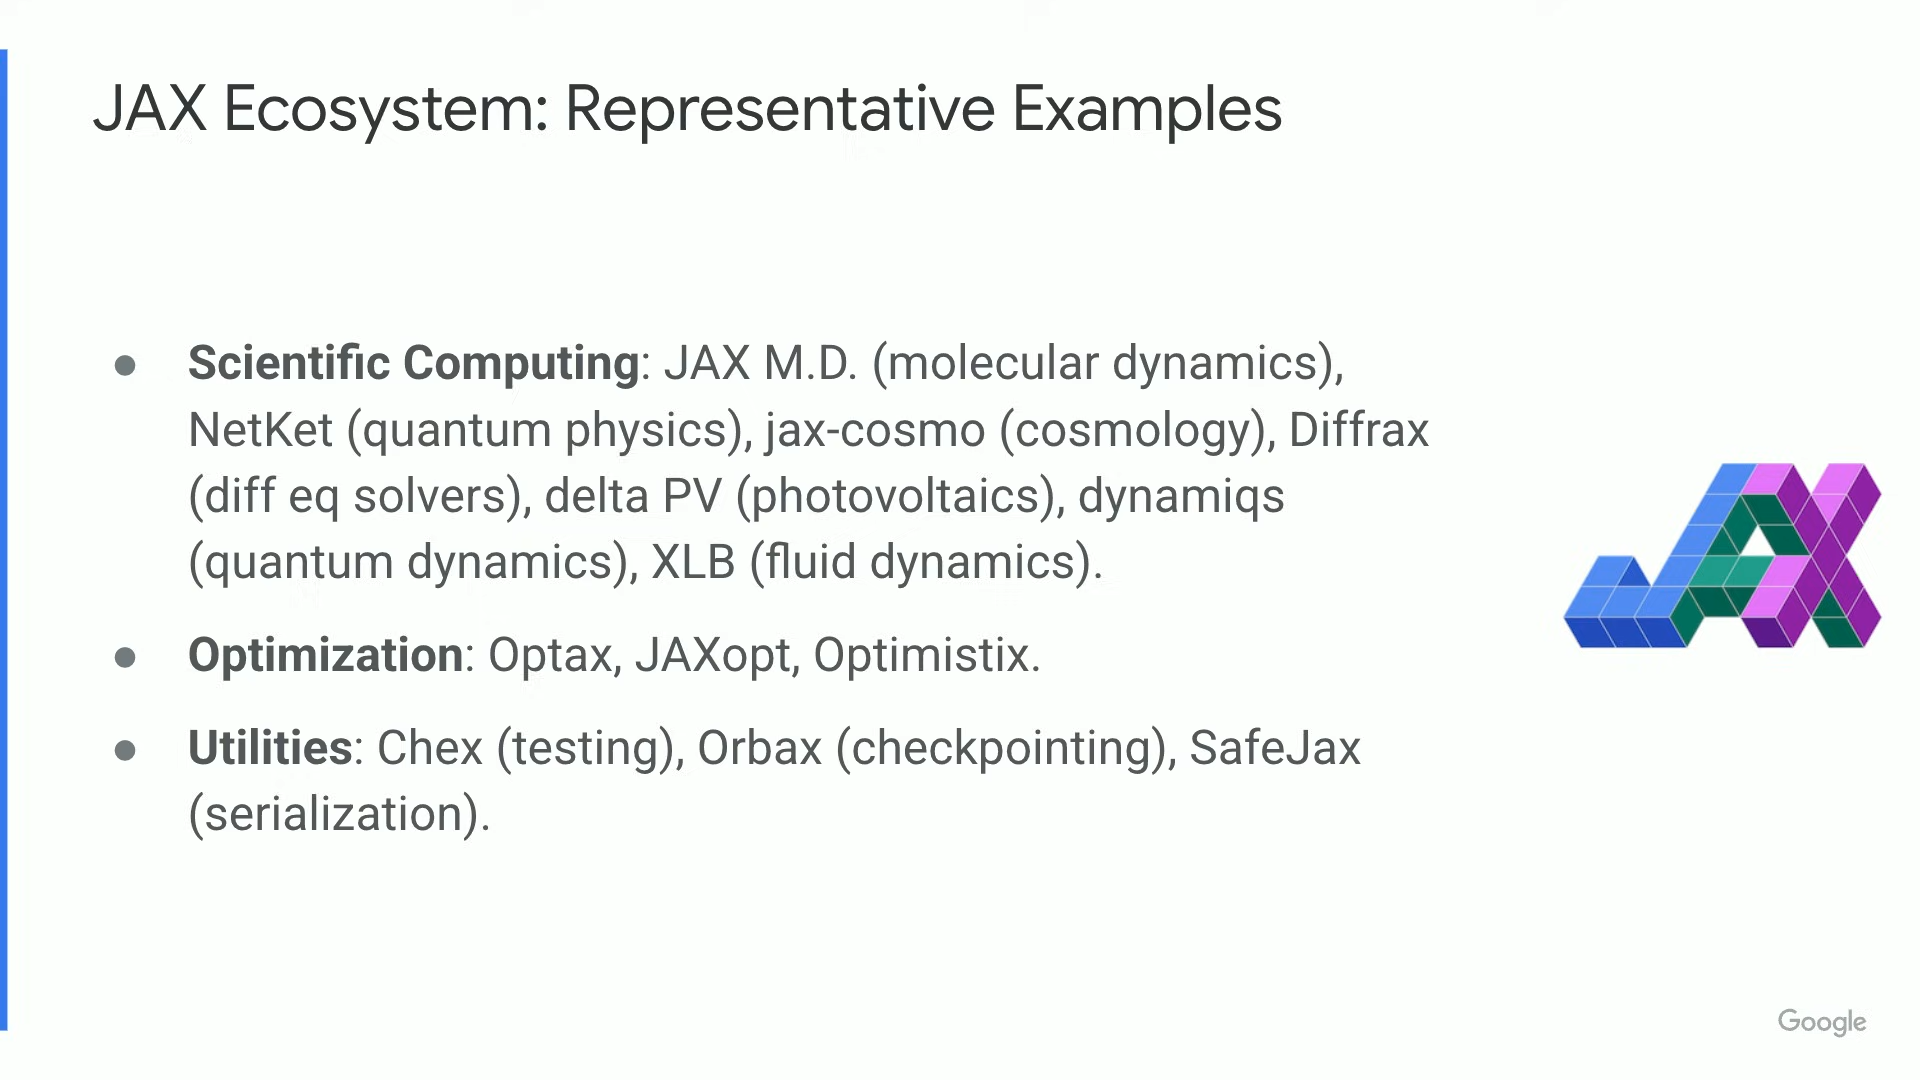 JAX Ecosystem: Representative Examples
● Scientific Computing: JAX M.D. (molecular dynamics),
NetKet (quantum physics), jax-cosmo (cosmology), Diffrax
(diff eq solvers), delta PV (photovoltaics), dynamiqs
(quantum dynamics), XLB (fluid dynamics).
● Optimization: Optax, JAXopt, Optimistix.
● Utilities: Chex (testing), Orbax (checkpointing), SafeJax
(serialization).
JAX
Google